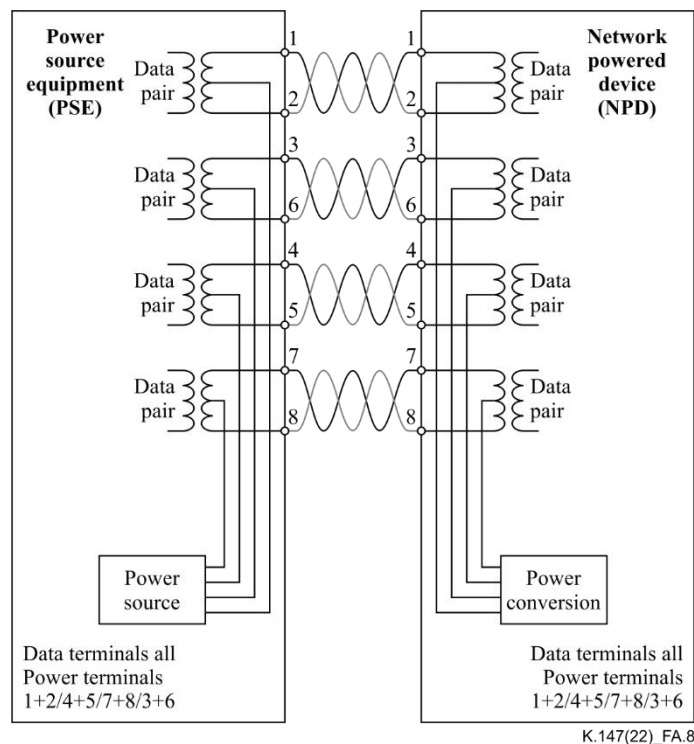 Power
source
equipment
(PSE)
Network
powered
device
(NPD)
Data
pair
1
2
1
2
Data
pair
Data
pair
3
6
3
6
Data
pair
Data
pair
4
5
4
5
Data
pair
Data
pair
7
8
7
8
Data
pair
Power
source
Power
conversion
Data terminals all
Power terminals
1+2/4+5/7+8/3+6
Data terminals all
Power terminals
1+2/4+5/7+8/3+6
K.147(22)_FA.8